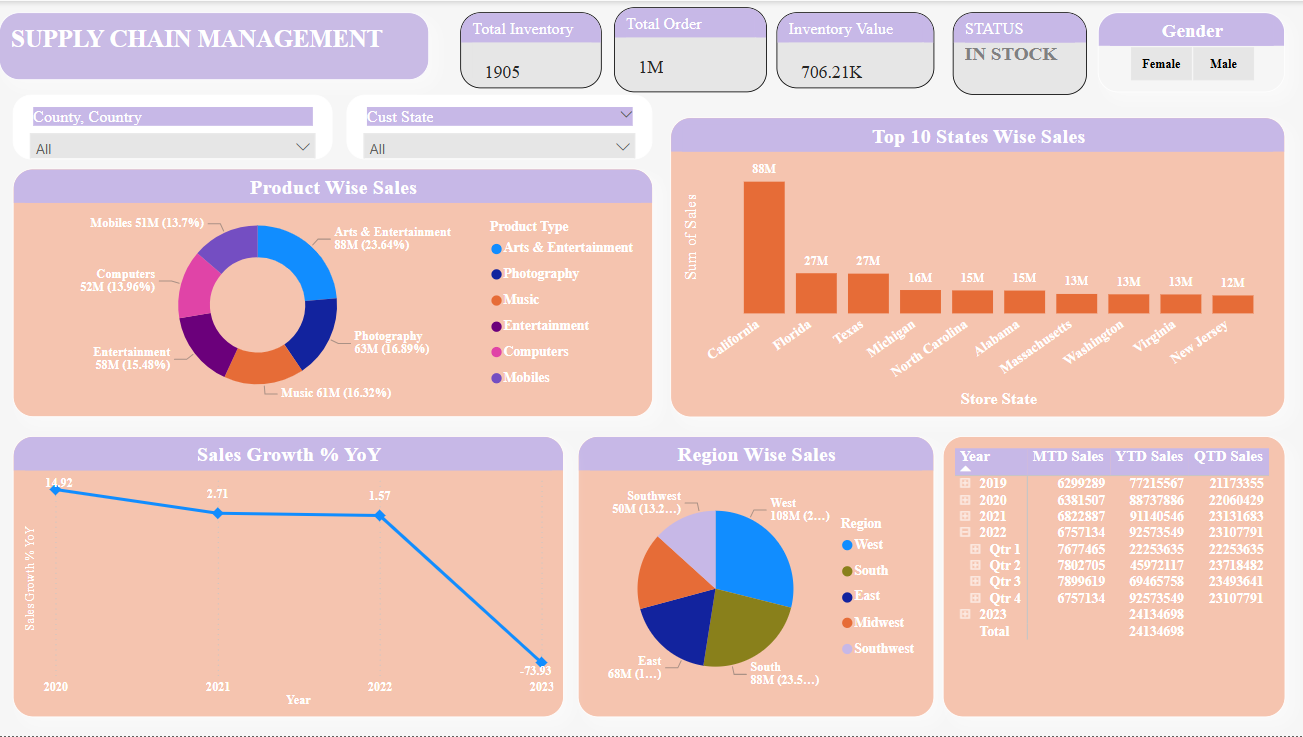 SUPPLY CHAIN MANAGEMENT
Total Inventory
1905
Total Order
1M
Inventory Value
706.21K
STATUS
IN STOCK
Gender
Female
Male
County, Country
All
Cust State
All
Product Wise Sales
Mobiles 51M (13.7%)
Arts & Entertainment
88M (23.64%)
Computers
52M (13.96%)
Photography
63M (16.89%)
Entertainment
58M (15.48%)
Music 61M (16.32%)
Product Type
Arts & Entertainment
Photography
Music
Entertainment
Computers
Mobiles
Top 10 States Wise Sales
Sum of Sales
88M
27M
27M
16M
15M
15M
13M
13M
13M
12M
California
Florida
Texas
Michigan
North Carolina
Alabama
Massachusetts
Washington
Virginia
New Jersey
Store State
Sales Growth % YoY
Sales Growth % YoY
14.92
2.71
1.57
-73.93
2020
2021
2022
2023
Year
Region Wise Sales
Southwest
50M (13.2...)
West
108M (2...)
East
68M (1...)
South
88M (23.5...)
Region
West
South
East
Midwest
Southwest
Year MTD Sales YTD Sales QTD Sales
2019 6299289 77215567 21173355
2020 6381507 88737886 22060429
2021 6822887 91140546 23131683
2022 6757134 92573549 23107791
Qtr 1 7677465 22253635 22253635
Qtr 2 7802705 45972117 23718482
Qtr 3 7899619 69465758 23493641
Qtr 4 6757134 92573549 23107791
2023 24134698
Total 24134698